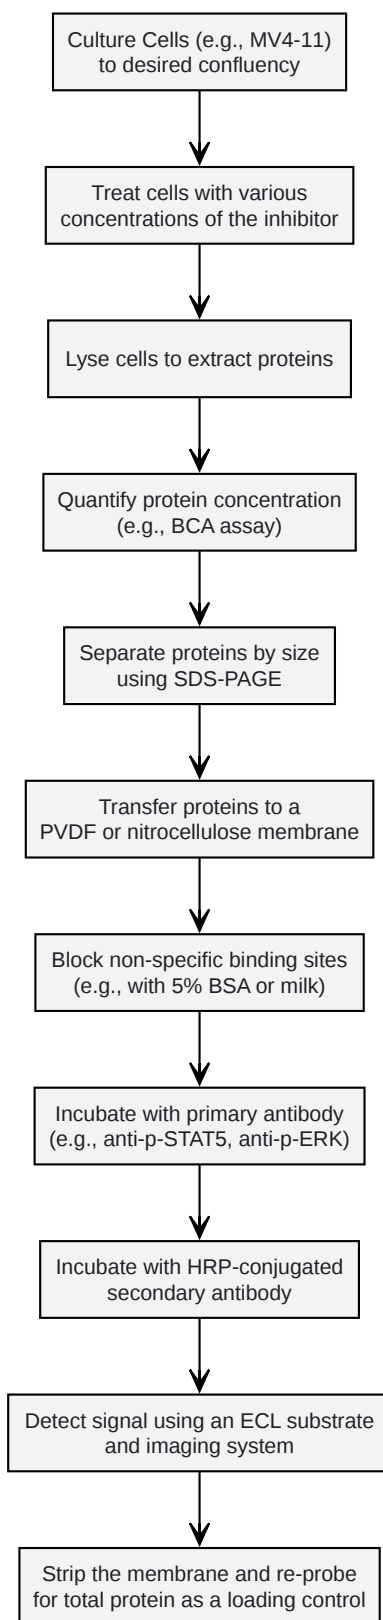 Culture Cells (e.g., MV4-11)
to desired confluency
Treat cells with various
concentrations of the inhibitor
Lyse cells to extract proteins
Quantify protein concentration
(e.g., BCA assay)
Separate proteins by size
using SDS-PAGE
Transfer proteins to a
PVDF or nitrocellulose membrane
Block non-specific binding sites
(e.g., with 5% BSA or milk)
Incubate with primary antibody
(e.g., anti-p-STAT5, anti-p-ERK)
Incubate with HRP-conjugated
secondary antibody
Detect signal using an ECL substrate
and imaging system
Strip the membrane and re-probe
for total protein as a loading control